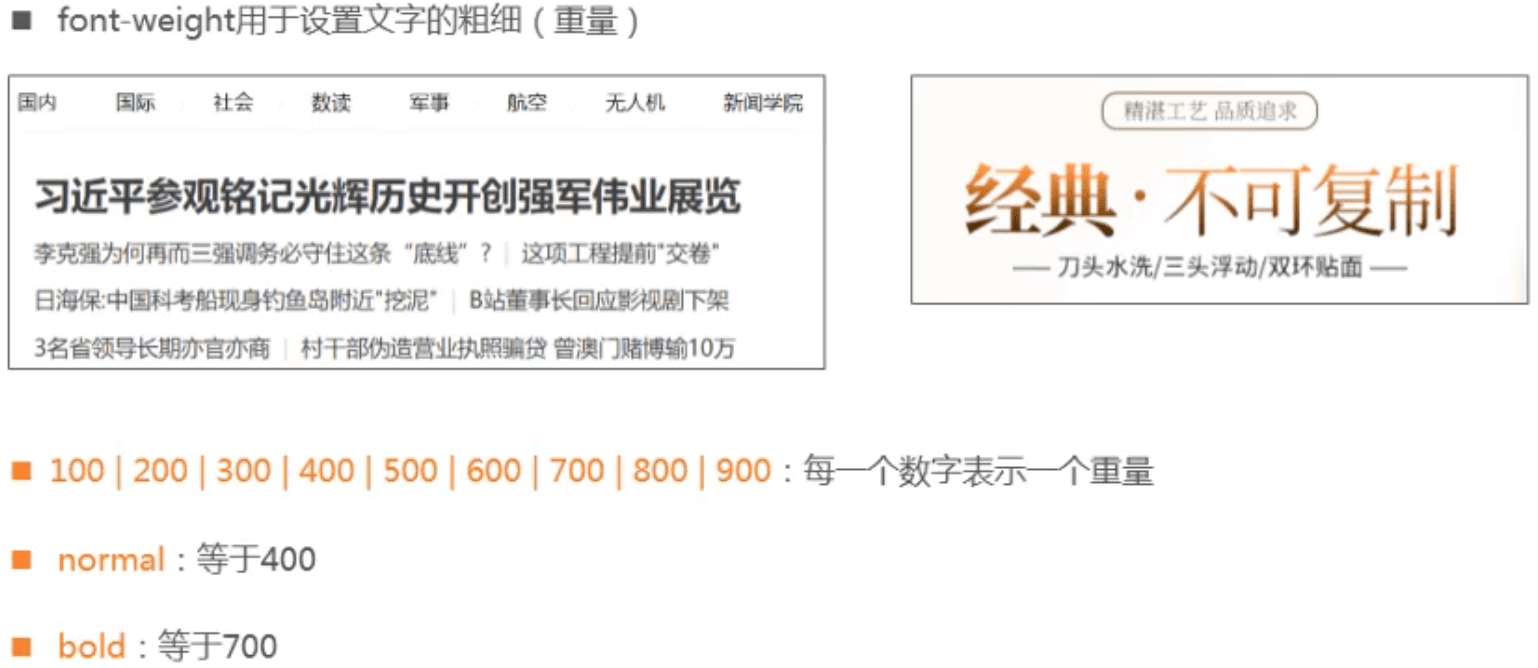 font-weight用于设置文字的粗细（重量）
国内 国际 社会 数读 军事 航空 无人机 新闻学院
习近平参观铭记光辉历史开创强军伟业展览
李克强为何再而三强调务必守住这条“底线”? | 这项工程提前"交卷"
日海保:中国科考船现身钓鱼岛附近"挖泥" | B站董事长回应影视剧下架
3名省领导长期亦官亦商 | 村干部伪造营业执照骗贷 曾澳门赌博输10万
精湛工艺 品质追求
经典·不可复制
刀头水洗/三头浮动/双环贴面
100 | 200 | 300 | 400 | 500 | 600 | 700 | 800 | 900：每一个数字表示一个重量
normal：等于400
bold：等于700